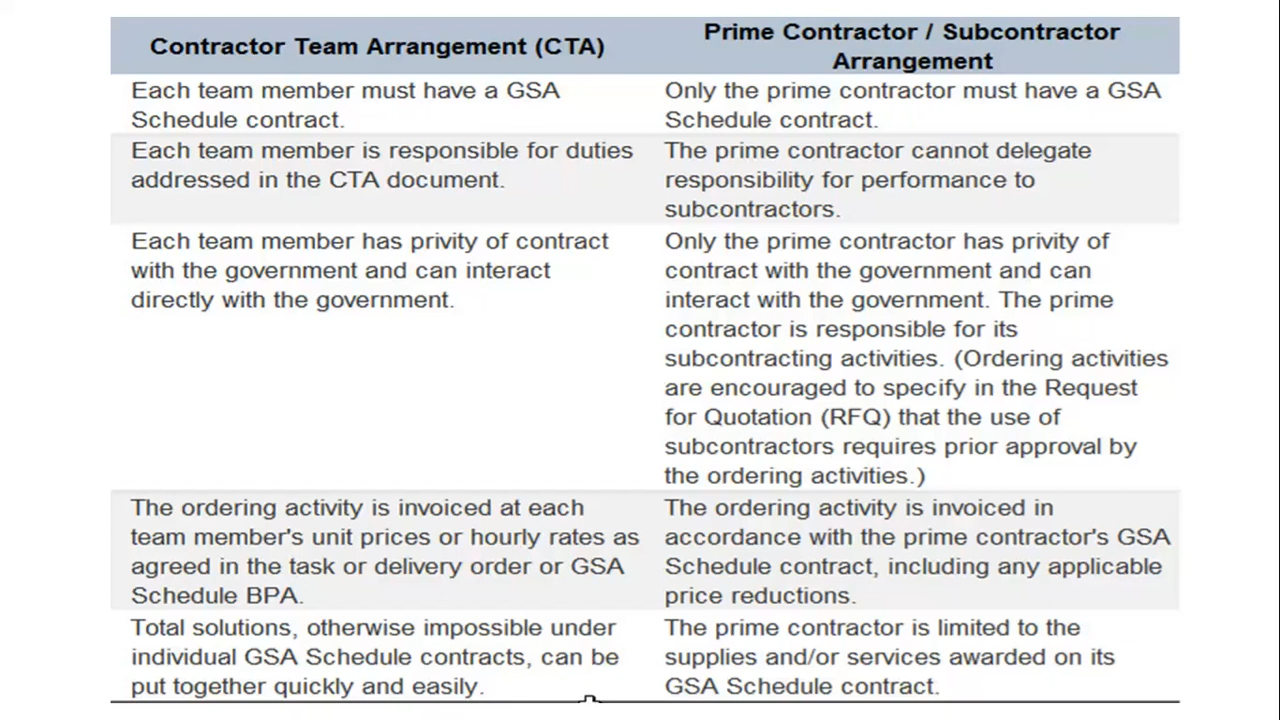 Contractor Team Arrangement (CTA)
Prime Contractor / Subcontractor
Arrangement
Each team member must have a GSA
Schedule contract.
Only the prime contractor must have a GSA
Schedule contract.
Each team member is responsible for duties
addressed in the CTA document.
The prime contractor cannot delegate
responsibility for performance to
subcontractors.
Each team member has privity of contract
with the government and can interact
directly with the government.
Only the prime contractor has privity of
contract with the government and can
interact with the government. The prime
contractor is responsible for its
subcontracting activities. (Ordering activities
are encouraged to specify in the Request
for Quotation (RFQ) that the use of
subcontractors requires prior approval by
the ordering activities.)
The ordering activity is invoiced at each
team member's unit prices or hourly rates as
agreed in the task or delivery order or GSA
Schedule BPA.
The ordering activity is invoiced in
accordance with the prime contractor's GSA
Schedule contract, including any applicable
price reductions.
Total solutions, otherwise impossible under
individual GSA Schedule contracts, can be
put together quickly and easily.
The prime contractor is limited to the
supplies and/or services awarded on its
GSA Schedule contract.